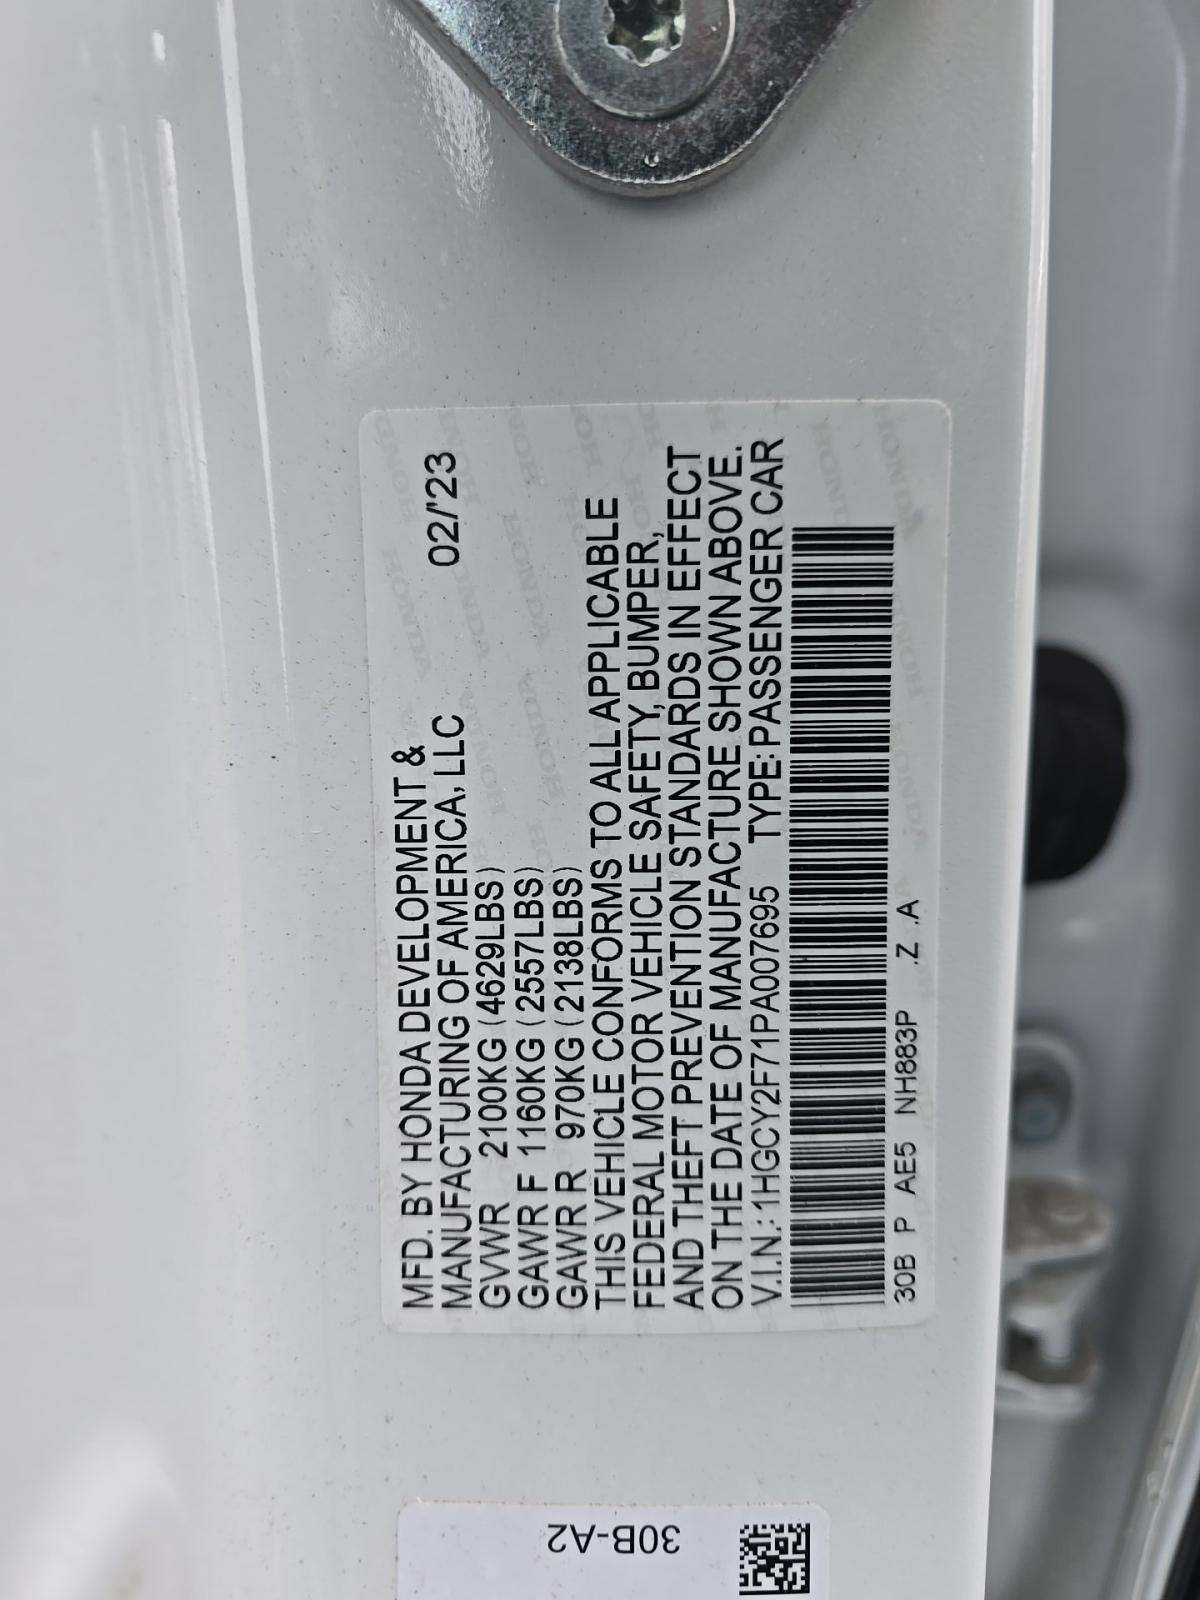 MFD. BY HONDA DEVELOPMENT &
MANUFACTURING OF AMERICA, LLC 02/'23
GVWR 2100KG (4629LBS)
GAWR F 1160KG (2557LBS)
GAWR R 970KG (2138LBS)
THIS VEHICLE CONFORMS TO ALL APPLICABLE
FEDERAL MOTOR VEHICLE SAFETY, BUMPER,
AND THEFT PREVENTION STANDARDS IN EFFECT
ON THE DATE OF MANUFACTURE SHOWN ABOVE.
V.I.N.: 1HGCY2F71PA007695 TYPE: PASSENGER CAR
30B P AE5 NH883P .Z .A
30B-A2